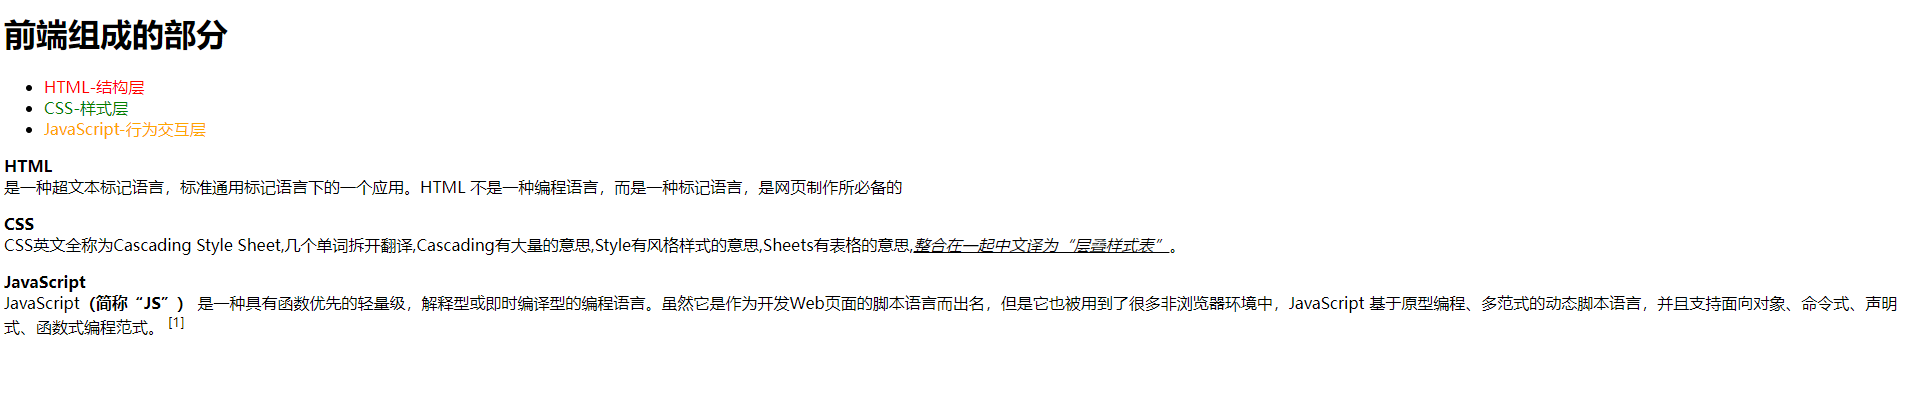 前端组成的部分
HTML-结构层
CSS-样式层
JavaScript-行为交互层
HTML
是一种超文本标记语言，标准通用标记语言下的一个应用。HTML 不是一种编程语言，而是一种标记语言，是网页制作所必备的
CSS
CSS英文全称为Cascading Style Sheet,几个单词拆开翻译,Cascading有大量的意思,Style有风格样式的意思,Sheets有表格的意思,整合在一起中文译为“层叠样式表”。
JavaScript
JavaScript（简称“JS”） 是一种具有函数优先的轻量级，解释型或即时编译型的编程语言。虽然它是作为开发Web页面的脚本语言而出名，但是它也被用到了很多非浏览器环境中，JavaScript 基于原型编程、多范式的动态脚本语言，并且支持面向对象、命令式、声明
式、函数式编程范式。 [1]